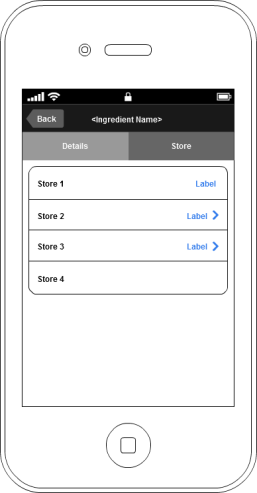 Back <Ingredient Name>
Details Store
Store 1 Label
Store 2 Label
Store 3 Label
Store 4